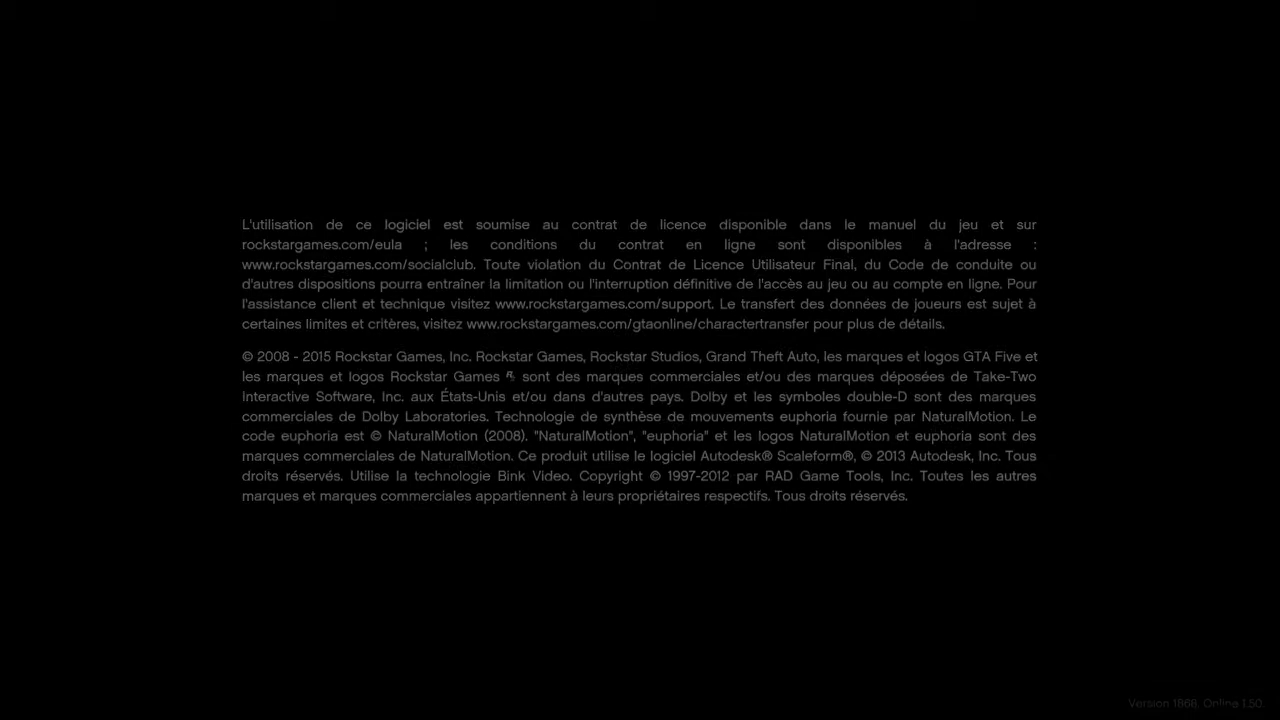 L'utilisation de ce logiciel est soumise au contrat de licence disponible dans le manuel du jeu et sur
rockstargames.com/eula ; les conditions du contrat en ligne sont disponibles à l'adresse :
www.rockstargames.com/socialclub. Toute violation du Contrat de Licence Utilisateur Final, du Code de conduite ou
d'autres dispositions pourra entraîner la limitation ou l'interruption définitive de l'accès au jeu ou au compte en ligne. Pour
l'assistance client et technique visitez www.rockstargames.com/support. Le transfert des données de joueurs est sujet à
certaines limites et critères, visitez www.rockstargames.com/gtaonline/charactertransfer pour plus de détails.
© 2008 - 2015 Rockstar Games, Inc. Rockstar Games, Rockstar Studios, Grand Theft Auto, les marques et logos GTA Five et
les marques et logos Rockstar Games R* sont des marques commerciales et/ou des marques déposées de Take-Two
Interactive Software, Inc. aux États-Unis et/ou dans d'autres pays. Dolby et les symboles double-D sont des marques
commerciales de Dolby Laboratories. Technologie de synthèse de mouvements euphoria fournie par NaturalMotion. Le
code euphoria est © NaturalMotion (2008). "NaturalMotion", "euphoria" et les logos NaturalMotion et euphoria sont des
marques commerciales de NaturalMotion. Ce produit utilise le logiciel Autodesk® Scaleform®, © 2013 Autodesk, Inc. Tous
droits réservés. Utilise la technologie Bink Video. Copyright © 1997-2012 par RAD Game Tools, Inc. Toutes les autres
marques et marques commerciales appartiennent à leurs propriétaires respectifs. Tous droits réservés.
Version 1868, Online 1.50